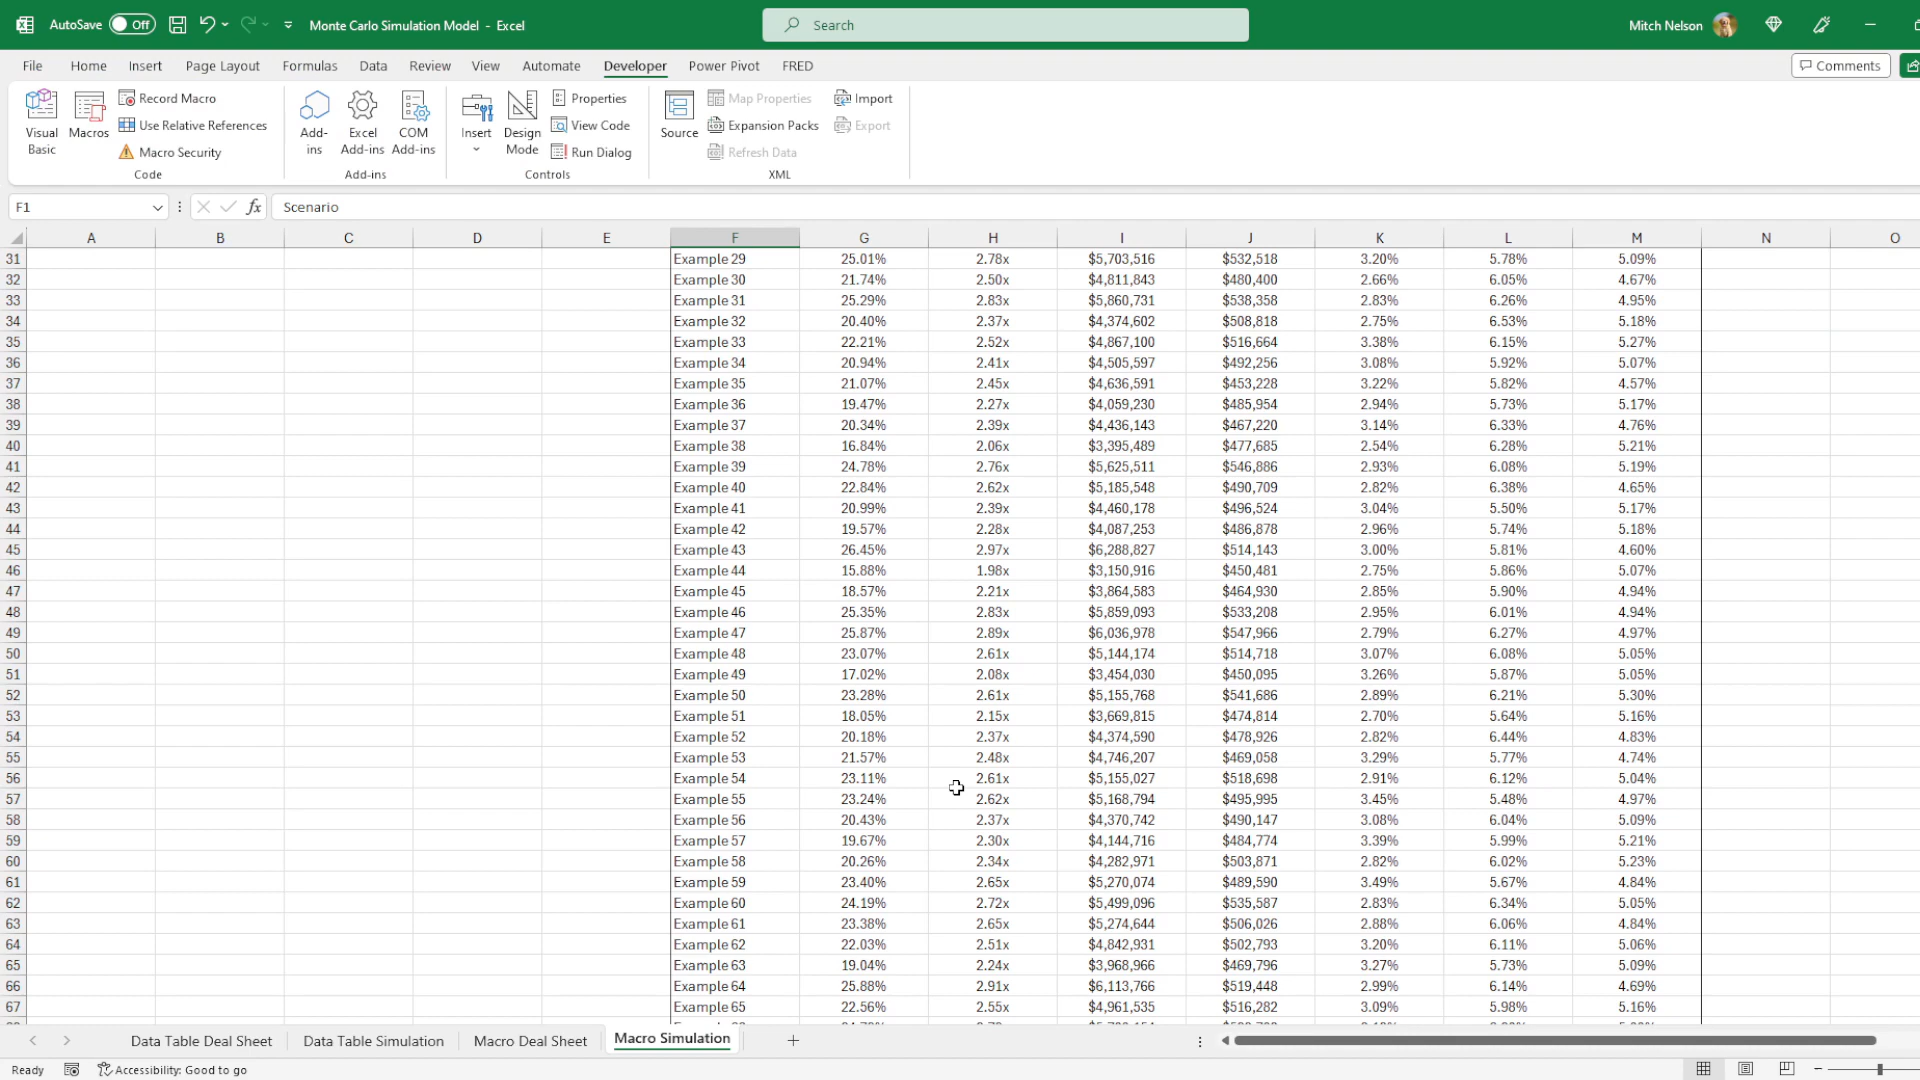 AutoSave Off Monte Carlo Simulation Model - Excel Search Mitch Nelson
File Home Insert Page Layout Formulas Data Review View Automate Developer Power Pivot FRED Comments
Visual Basic Macros Record Macro Use Relative References Macro Security Code
Add-ins Excel Add-ins COM Add-ins Add-ins
Insert Design Mode Properties View Code Run Dialog Controls
Source Map Properties Expansion Packs Refresh Data Import Export XML
F1 fx Scenario
A B C D E F G H I J K L M N O
31 Example 29 25.01% 2.78x $5,703,516 $532,518 3.20% 5.78% 5.09%
32 Example 30 21.74% 2.50x $4,811,843 $480,400 2.66% 6.05% 4.67%
33 Example 31 25.29% 2.83x $5,860,731 $538,358 2.83% 6.26% 4.95%
34 Example 32 20.40% 2.37x $4,374,602 $508,818 2.75% 6.53% 5.18%
35 Example 33 22.21% 2.52x $4,867,100 $516,664 3.38% 6.15% 5.27%
36 Example 34 20.94% 2.41x $4,505,597 $492,256 3.08% 5.92% 5.07%
37 Example 35 21.07% 2.45x $4,636,591 $453,228 3.22% 5.82% 4.57%
38 Example 36 19.47% 2.27x $4,059,230 $485,954 2.94% 5.73% 5.17%
39 Example 37 20.34% 2.39x $4,436,143 $467,220 3.14% 6.33% 4.76%
40 Example 38 16.84% 2.06x $3,395,489 $477,685 2.54% 6.28% 5.21%
41 Example 39 24.78% 2.76x $5,625,511 $546,886 2.93% 6.08% 5.19%
42 Example 40 22.84% 2.62x $5,185,548 $490,709 2.82% 6.38% 4.65%
43 Example 41 20.99% 2.39x $4,460,178 $496,524 3.04% 5.50% 5.17%
44 Example 42 19.57% 2.28x $4,087,253 $486,878 2.96% 5.74% 5.18%
45 Example 43 26.45% 2.97x $6,288,827 $514,143 3.00% 5.81% 4.60%
46 Example 44 15.88% 1.98x $3,150,916 $450,481 2.75% 5.86% 5.07%
47 Example 45 18.57% 2.21x $3,864,583 $464,930 2.85% 5.90% 4.94%
48 Example 46 25.35% 2.83x $5,859,093 $533,208 2.95% 6.01% 4.94%
49 Example 47 25.87% 2.89x $6,036,978 $547,966 2.79% 6.27% 4.97%
50 Example 48 23.07% 2.61x $5,144,174 $514,718 3.07% 6.08% 5.05%
51 Example 49 17.02% 2.08x $3,454,030 $450,095 3.26% 5.87% 5.05%
52 Example 50 23.28% 2.61x $5,155,768 $541,686 2.89% 6.21% 5.30%
53 Example 51 18.05% 2.15x $3,669,815 $474,814 2.70% 5.64% 5.16%
54 Example 52 20.18% 2.37x $4,374,590 $478,926 2.82% 6.44% 4.83%
55 Example 53 21.57% 2.48x $4,746,207 $469,058 3.29% 5.77% 4.74%
56 Example 54 23.11% 2.61x $5,155,027 $518,698 2.91% 6.12% 5.04%
57 Example 55 23.24% 2.62x $5,168,794 $495,995 3.45% 5.48% 4.97%
58 Example 56 20.43% 2.37x $4,370,742 $490,147 3.08% 6.04% 5.09%
59 Example 57 19.67% 2.30x $4,144,716 $484,774 3.39% 5.99% 5.21%
60 Example 58 20.26% 2.34x $4,282,971 $503,871 2.82% 6.02% 5.23%
61 Example 59 23.40% 2.65x $5,270,074 $489,590 3.49% 5.67% 4.84%
62 Example 60 24.19% 2.72x $5,499,096 $535,587 2.83% 6.34% 5.05%
63 Example 61 23.38% 2.65x $5,274,644 $506,026 2.88% 6.06% 4.84%
64 Example 62 22.03% 2.51x $4,842,931 $502,793 3.20% 6.11% 5.06%
65 Example 63 19.04% 2.24x $3,968,966 $469,796 3.27% 5.73% 5.09%
66 Example 64 25.88% 2.91x $6,113,766 $519,448 2.99% 6.14% 4.69%
67 Example 65 22.56% 2.55x $4,961,535 $516,282 3.09% 5.98% 5.16%
Data Table Deal Sheet Data Table Simulation Macro Deal Sheet Macro Simulation
Ready Accessibility: Good to go